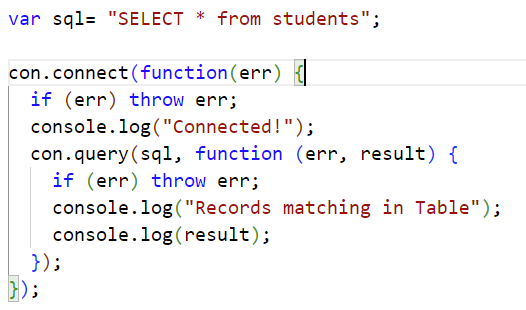 var sql= "SELECT * from students";
con.connect(function(err) {
if (err) throw err;
console.log("Connected!");
con.query(sql, function (err, result) {
if (err) throw err;
console.log("Records matching in Table");
console.log(result);
});
});